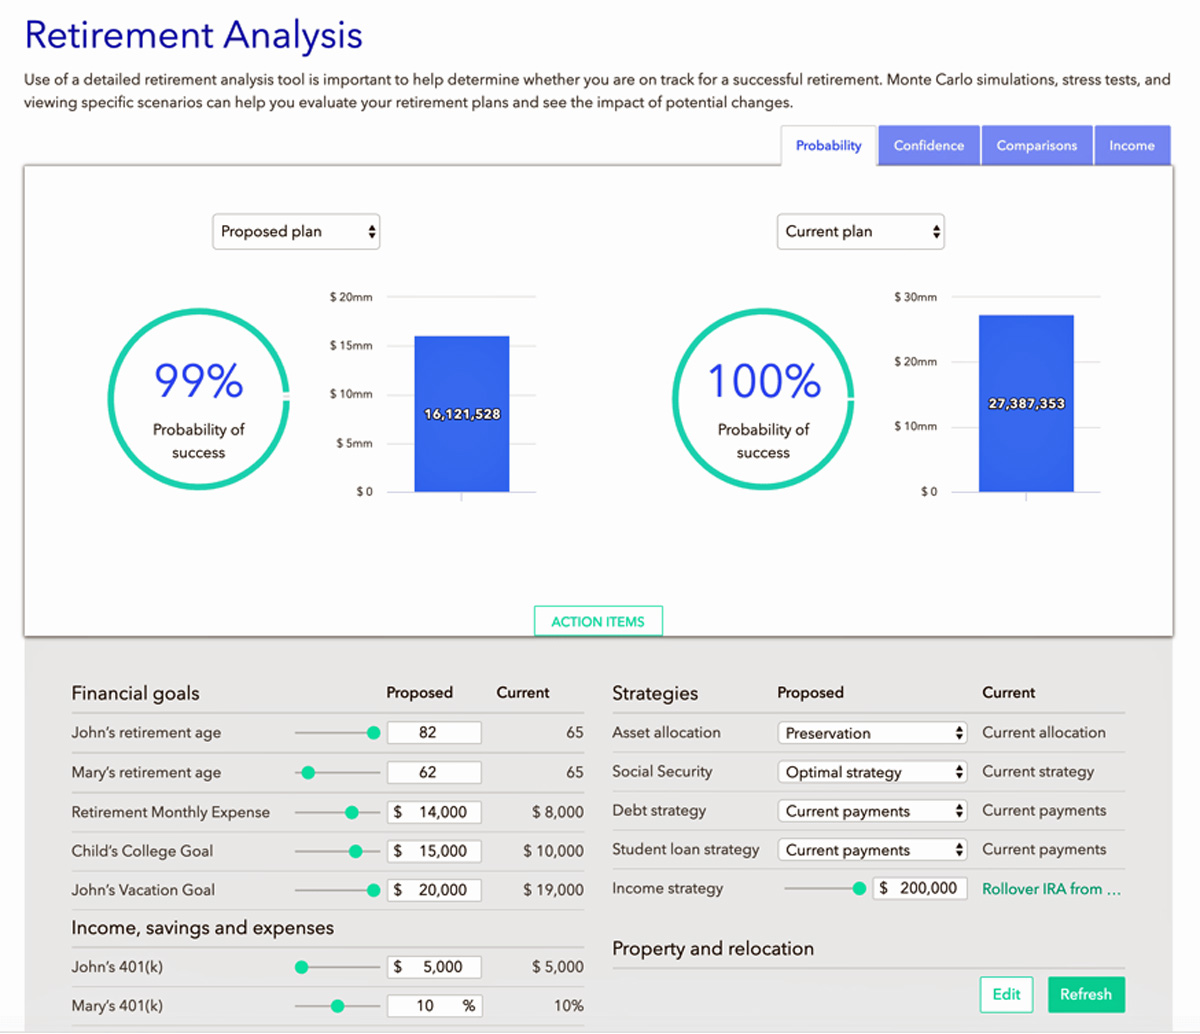 Retirement Analysis
Use of a detailed retirement analysis tool is important to help determine whether you are on track for a successful retirement. Monte Carlo simulations, stress tests, and
viewing specific scenarios can help you evaluate your retirement plans and see the impact of potential changes.
Probability Confidence Comparisons Income
Proposed plan
99%
Probability of
success
$ 20mm
$ 15mm
$ 10mm
$ 5mm
$ 0
16,121,528
Current plan
100%
Probability of
success
$ 30mm
$ 20mm
$ 10mm
$ 0
27,387,353
ACTION ITEMS
Financial goals Proposed Current
John's retirement age 82 65
Mary's retirement age 62 65
Retirement Monthly Expense $ 14,000 $ 8,000
Child's College Goal $ 15,000 $ 10,000
John's Vacation Goal $ 20,000 $ 19,000
Income, savings and expenses
John's 401(k) $ 5,000 $ 5,000
Mary's 401(k) 10 % 10%
Strategies Proposed Current
Asset allocation Preservation Current allocation
Social Security Optimal strategy Current strategy
Debt strategy Current payments Current payments
Student loan strategy Current payments Current payments
Income strategy $ 200,000 Rollover IRA from ...
Property and relocation
Edit Refresh